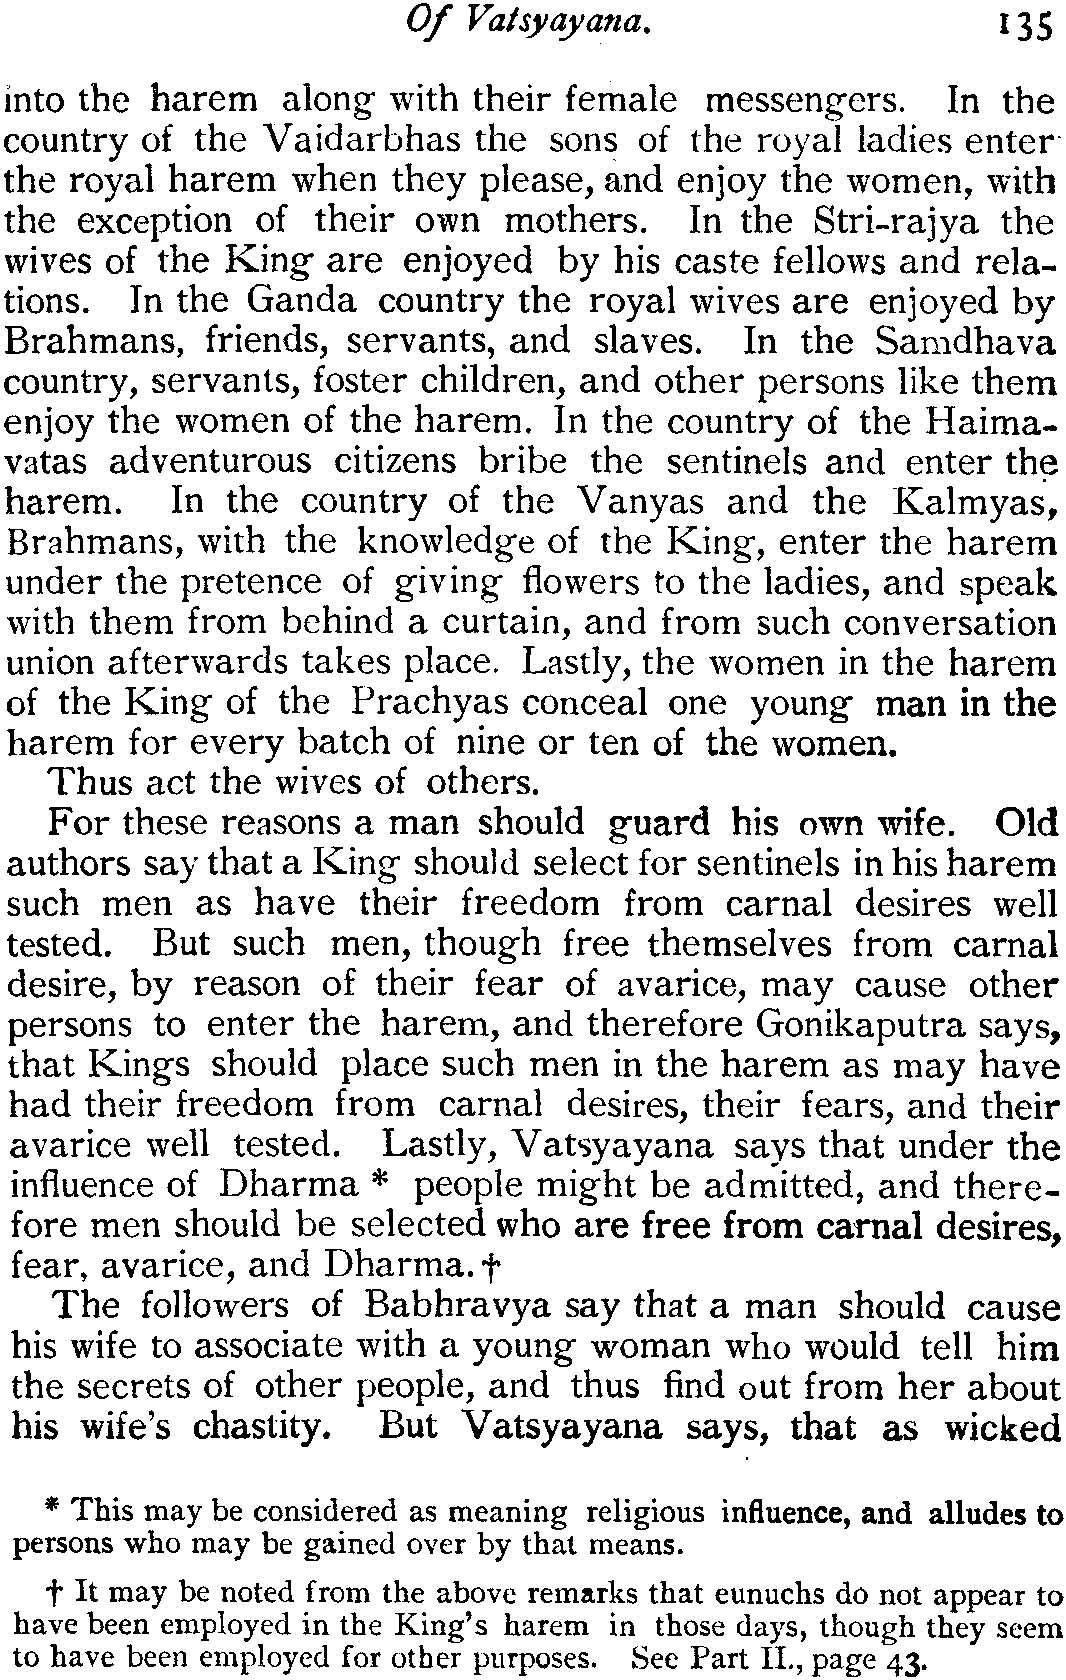 Of Vatsyayana. 135
into the harem along with their female messengers. In the
country of the Vaidarbhas the sons of the royal ladies enter
the royal harem when they please, and enjoy the women, with
the exception of their own mothers. In the Stri-rajya the
wives of the King are enjoyed by his caste fellows and rela-
tions. In the Ganda country the royal wives are enjoyed by
Brahmans, friends, servants, and slaves. In the Samdhava
country, servants, foster children, and other persons like them
enjoy the women of the harem. In the country of the Haima-
vatas adventurous citizens bribe the sentinels and enter the
harem. In the country of the Vanyas and the Kalmyas,
Brahmans, with the knowledge of the King, enter the harem
under the pretence of giving flowers to the ladies, and speak
with them from behind a curtain, and from such conversation
union afterwards takes place. Lastly, the women in the harem
of the King of the Prachyas conceal one young man in the
harem for every batch of nine or ten of the women.
Thus act the wives of others.
For these reasons a man should guard his own wife. Old
authors say that a King should select for sentinels in his harem
such men as have their freedom from carnal desires well
tested. But such men, though free themselves from carnal
desire, by reason of their fear of avarice, may cause other
persons to enter the harem, and therefore Gonikaputra says,
that Kings should place such men in the harem as may have
had their freedom from carnal desires, their fears, and their
avarice well tested. Lastly, Vatsyayana says that under the
influence of Dharma * people might be admitted, and there-
fore men should be selected who are free from carnal desires,
fear, avarice, and Dharma.†
The followers of Babhravya say that a man should cause
his wife to associate with a young woman who would tell him
the secrets of other people, and thus find out from her about
his wife's chastity. But Vatsyayana says, that as wicked
* This may be considered as meaning religious influence, and alludes to
persons who may be gained over by that means.
† It may be noted from the above remarks that eunuchs do not appear to
have been employed in the King's harem in those days, though they seem
to have been employed for other purposes. See Part II., page 43.